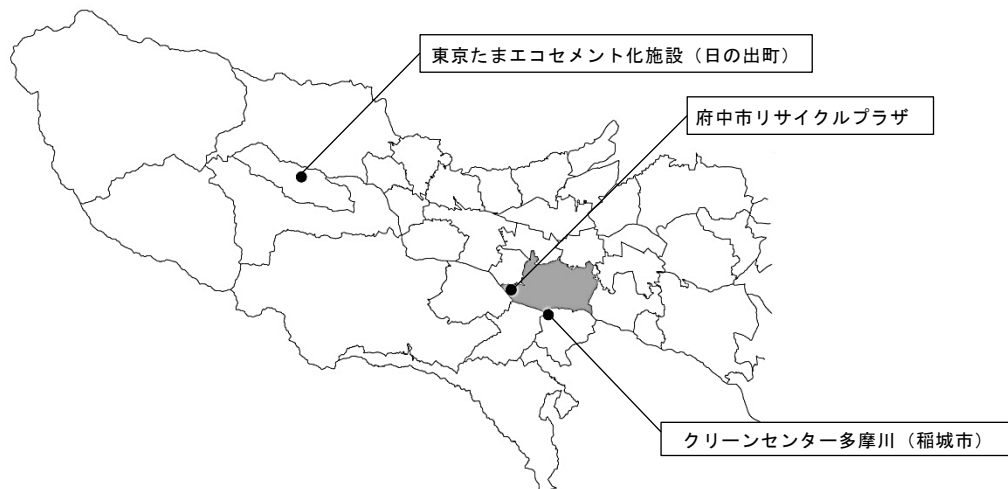 東京たまエコセメント化施設（日の出町）
府中市リサイクルプラザ
クリーンセンター多摩川（稲城市）